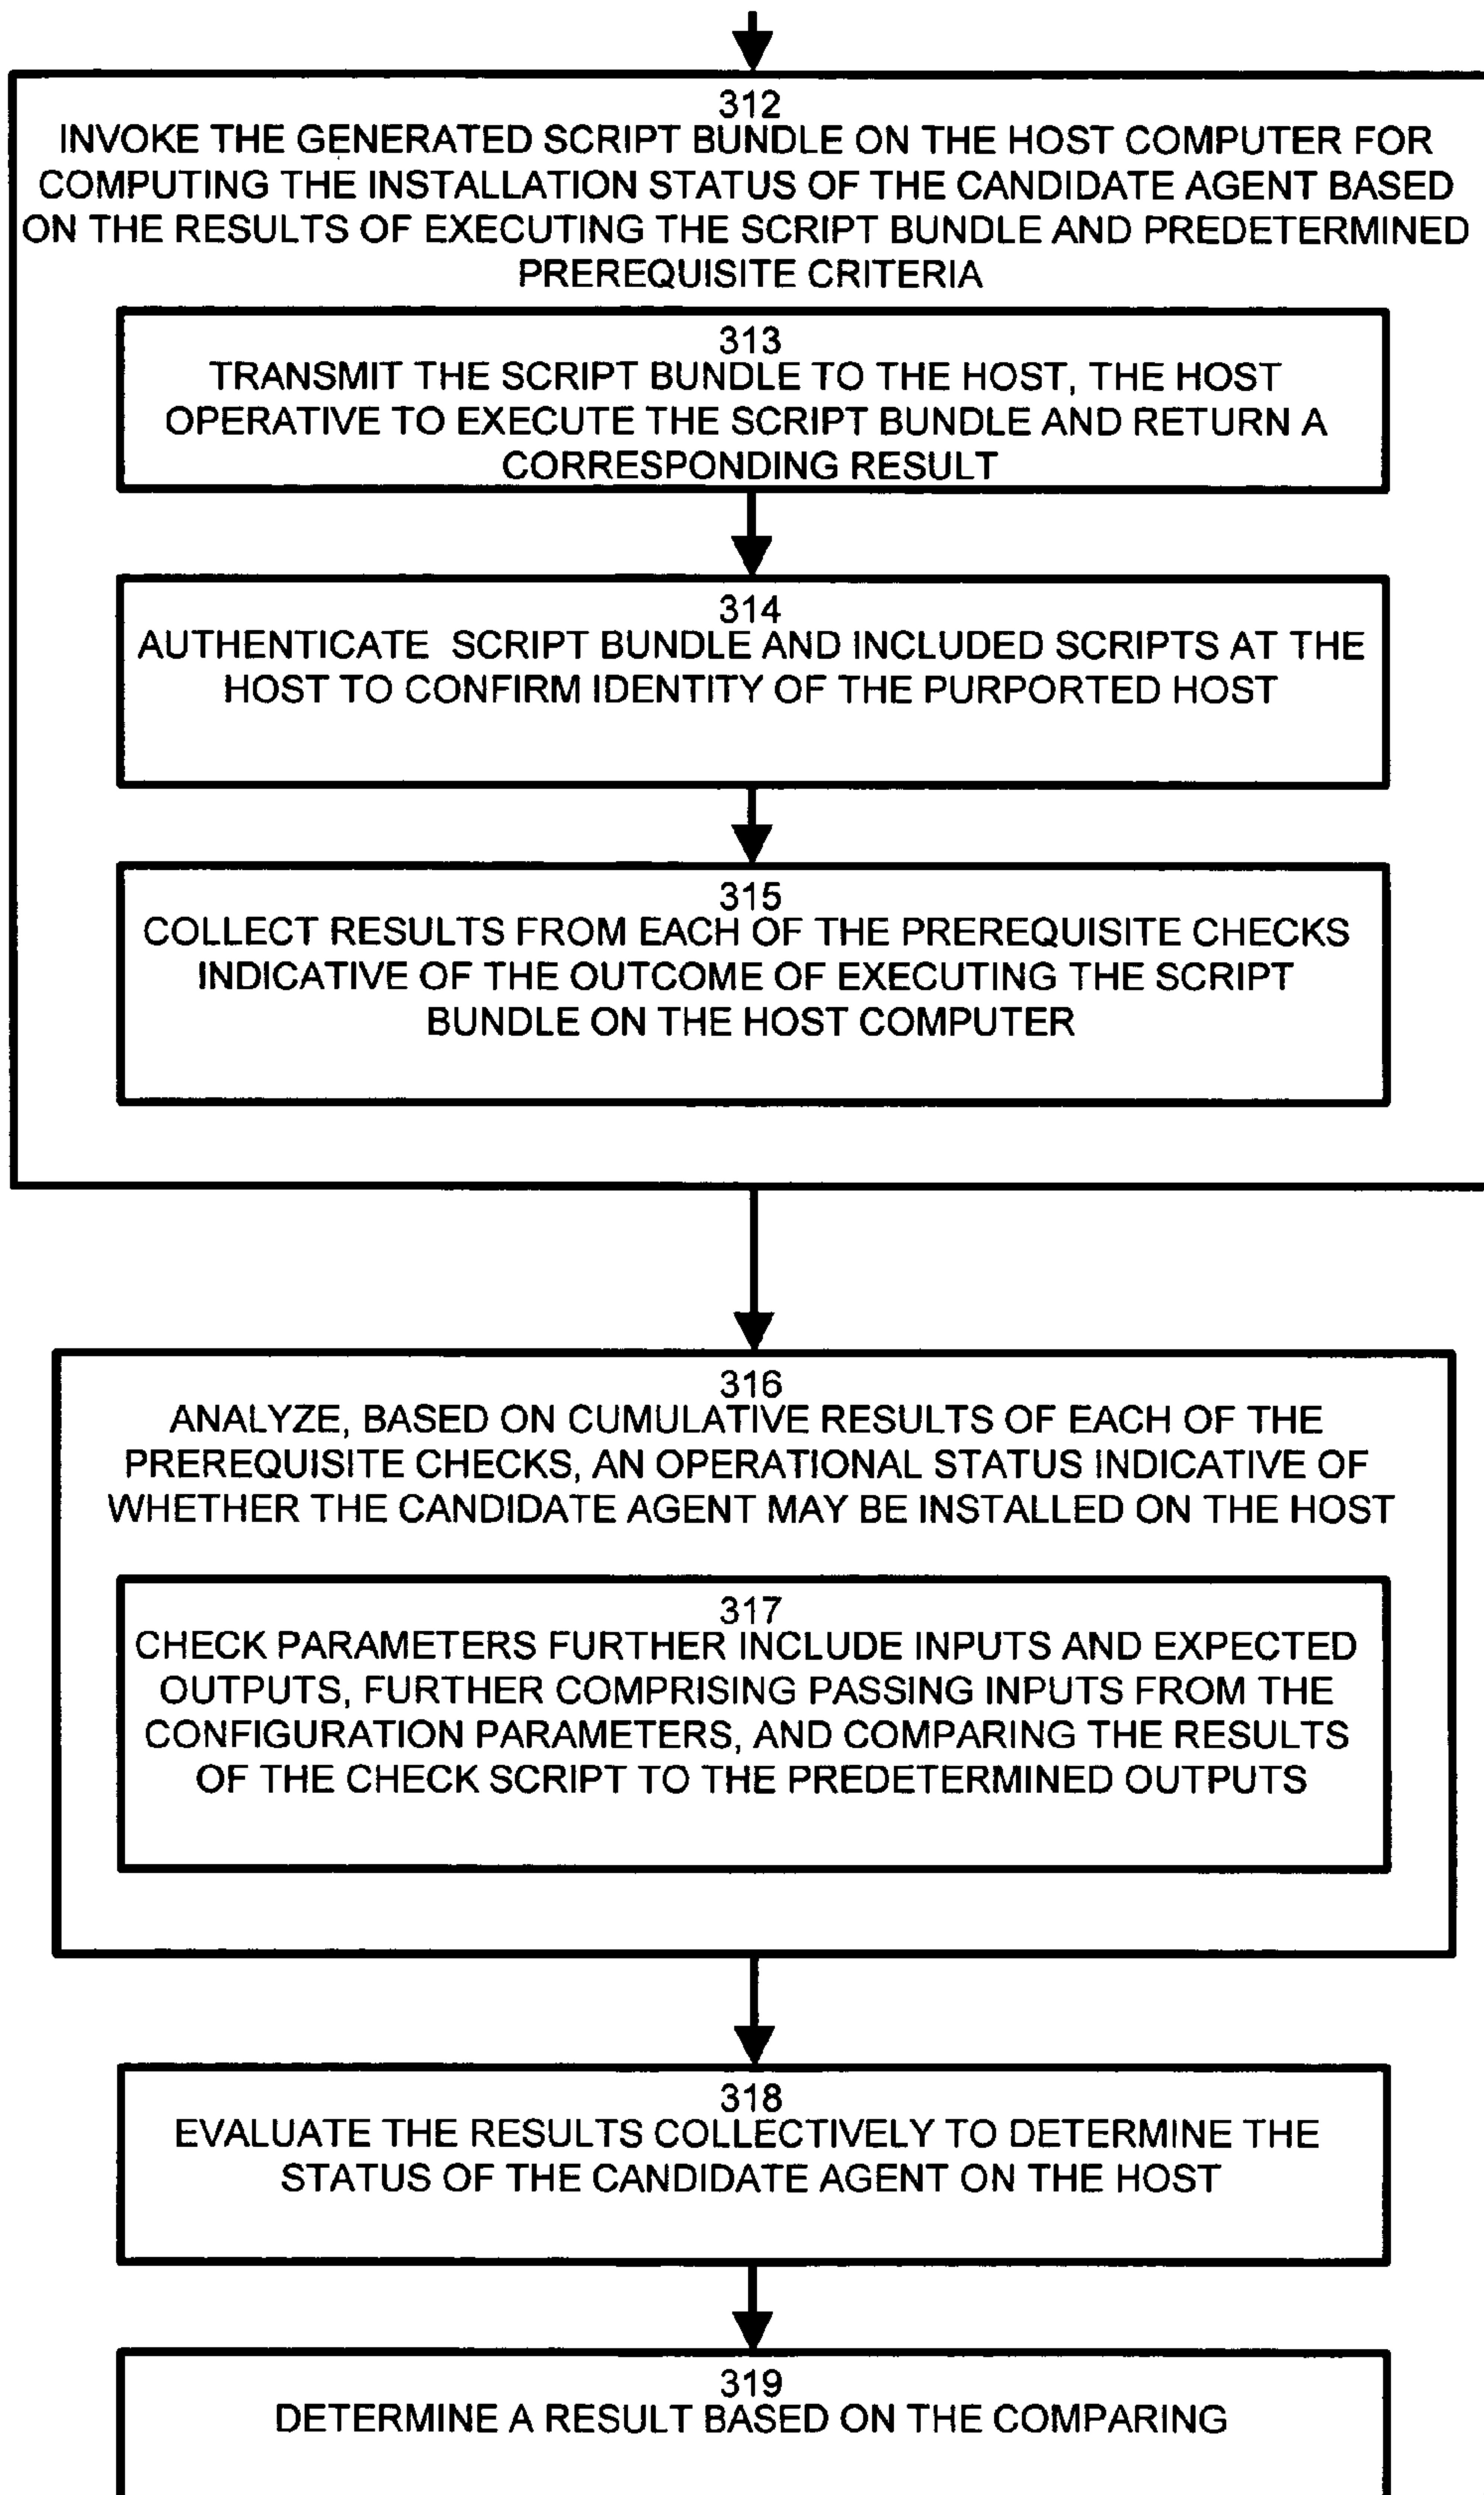 312
INVOKE THE GENERATED SCRIPT BUNDLE ON THE HOST COMPUTER FOR
COMPUTING THE INSTALLATION STATUS OF THE CANDIDATE AGENT BASED
ON THE RESULTS OF EXECUTING THE SCRIPT BUNDLE AND PREDETERMINED
PREREQUISITE CRITERIA
313
TRANSMIT THE SCRIPT BUNDLE TO THE HOST, THE HOST
OPERATIVE TO EXECUTE THE SCRIPT BUNDLE AND RETURN A
CORRESPONDING RESULT
314
AUTHENTICATE SCRIPT BUNDLE AND INCLUDED SCRIPTS AT THE
HOST TO CONFIRM IDENTITY OF THE PURPORTED HOST
315
COLLECT RESULTS FROM EACH OF THE PREREQUISITE CHECKS
INDICATIVE OF THE OUTCOME OF EXECUTING THE SCRIPT
BUNDLE ON THE HOST COMPUTER
316
ANALYZE, BASED ON CUMULATIVE RESULTS OF EACH OF THE
PREREQUISITE CHECKS, AN OPERATIONAL STATUS INDICATIVE OF
WHETHER THE CANDIDATE AGENT MAY BE INSTALLED ON THE HOST
317
CHECK PARAMETERS FURTHER INCLUDE INPUTS AND EXPECTED
OUTPUTS, FURTHER COMPRISING PASSING INPUTS FROM THE
CONFIGURATION PARAMETERS, AND COMPARING THE RESULTS
OF THE CHECK SCRIPT TO THE PREDETERMINED OUTPUTS
318
EVALUATE THE RESULTS COLLECTIVELY TO DETERMINE THE
STATUS OF THE CANDIDATE AGENT ON THE HOST
319
DETERMINE A RESULT BASED ON THE COMPARING